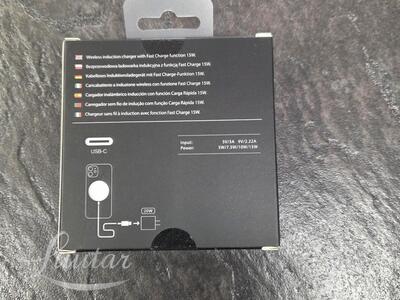 Wireless induction charger with Fast Charge function 15W.
Bezprzewodowa ładowarka indukcyjna z funkcją Fast Charge 15W.
Kabelloses Induktionsladegerät mit Fast Charge-Funktion 15W.
Caricabatterie a induzione wireless con funzione Fast Charge 15W.
Cargador inalámbrico inducción con función Carga Rápida 15W.
Carregador sem fio de indução com função Carga Rápida 15W.
Chargeur sans fil à induction avec fonction Fast Charge 15W.
USB-C
Input: 5V/3A 9V/2.22A
Power: 5W/7.5W/10W/15W
20W
Luutar